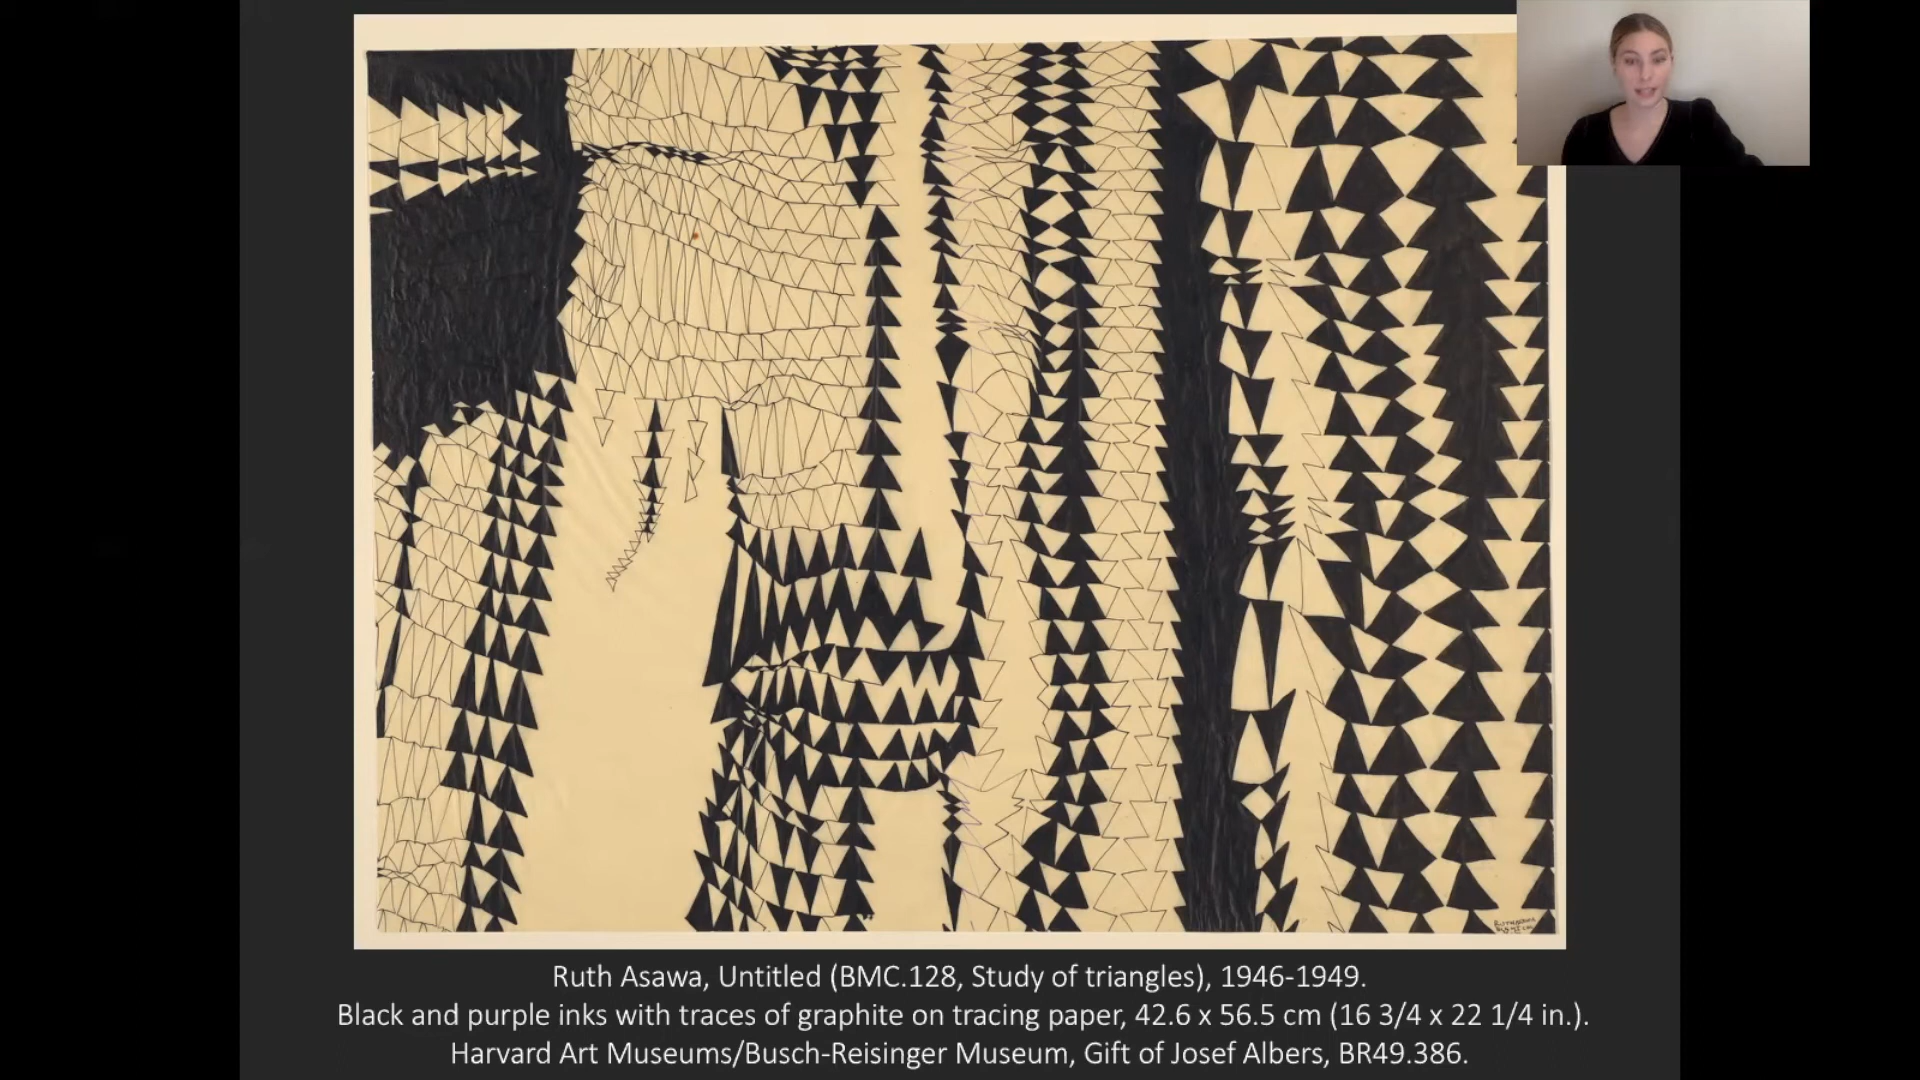 Ruth Asawa, Untitled (BMC.128, Study of triangles), 1946-1949.
Black and purple inks with traces of graphite on tracing paper, 42.6 x 56.5 cm (16 3/4 x 22 1/4 in.).
Harvard Art Museums/Busch-Reisinger Museum, Gift of Josef Albers, BR49.386.